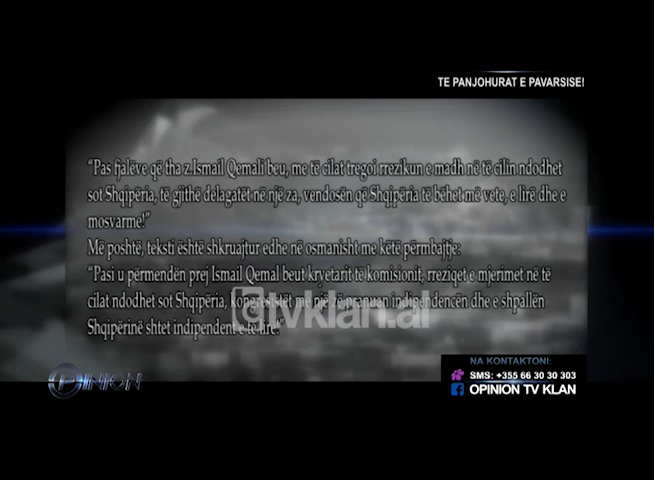 TE PANJOHURAT E PAVARSISE!
“Pas fjalëve që tha z.Ismail Qemali beu, me të cilat tregoi rrezikun e madh në të cilin ndodhet
sot Shqipëria, të gjithë delagatët në një za, vendosën që Shqipëria të bëhet më vete, e lirë dhe e
mosvarme!”
Më poshtë, teksti është shkruajtur edhe në osmanisht me këtë përmbajtje:
“Pasi u përmendën prej Ismail Qemal beut kryetarit të komisionit, rreziqet e mjerimet në të
cilat ndodhet sot Shqipëria, kongresistët me një zë pranuan indipendencën dhe e shpallën
Shqipërinë shtet indipendent e të lirë”
@tvklan.al
OPINION
NA KONTAKTONI:
SMS: +355 66 30 30 303
OPINION TV KLAN